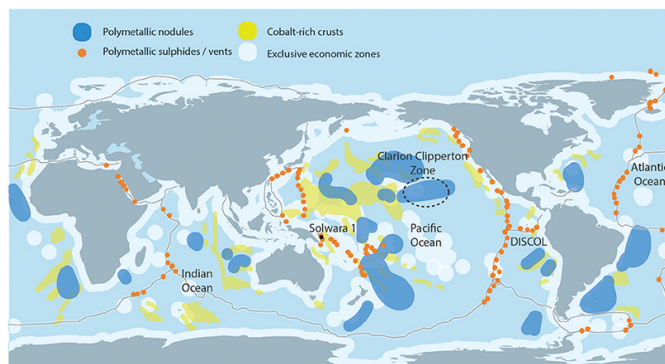 Polymetallic nodules
Cobalt-rich crusts
Polymetallic sulphides / vents
Exclusive economic zones
Clarion Clipperton
Zone
Atlantic
Ocean
Solwara 1
Pacific
Ocean
DISCOL
Indian
Ocean